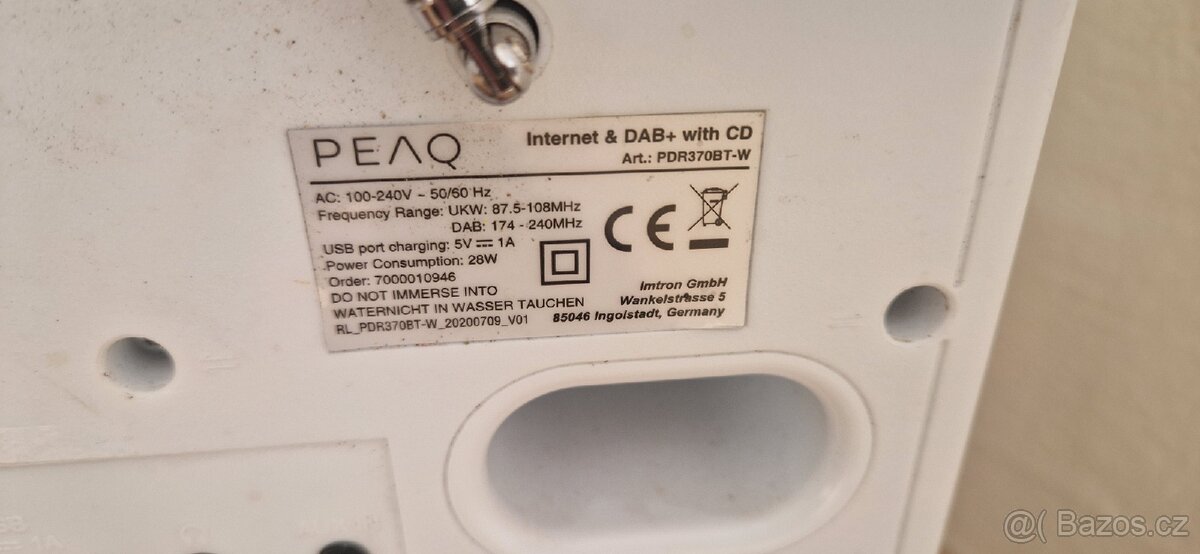 PEAQ
Internet & DAB+ with CD
Art.: PDR370BT-W
AC: 100-240V ~ 50/60 Hz
Frequency Range: UKW: 87.5-108MHz
DAB: 174 - 240MHz
USB port charging: 5V ⎓ 1A
Power Consumption: 28W
Order: 7000010946
DO NOT IMMERSE INTO
WATERNICHT IN WASSER TAUCHEN
RL_PDR370BT-W_20200709_V01
CE
Imtron GmbH
Wankelstrasse 5
85046 Ingolstadt, Germany
1A
@( Bazos.cz